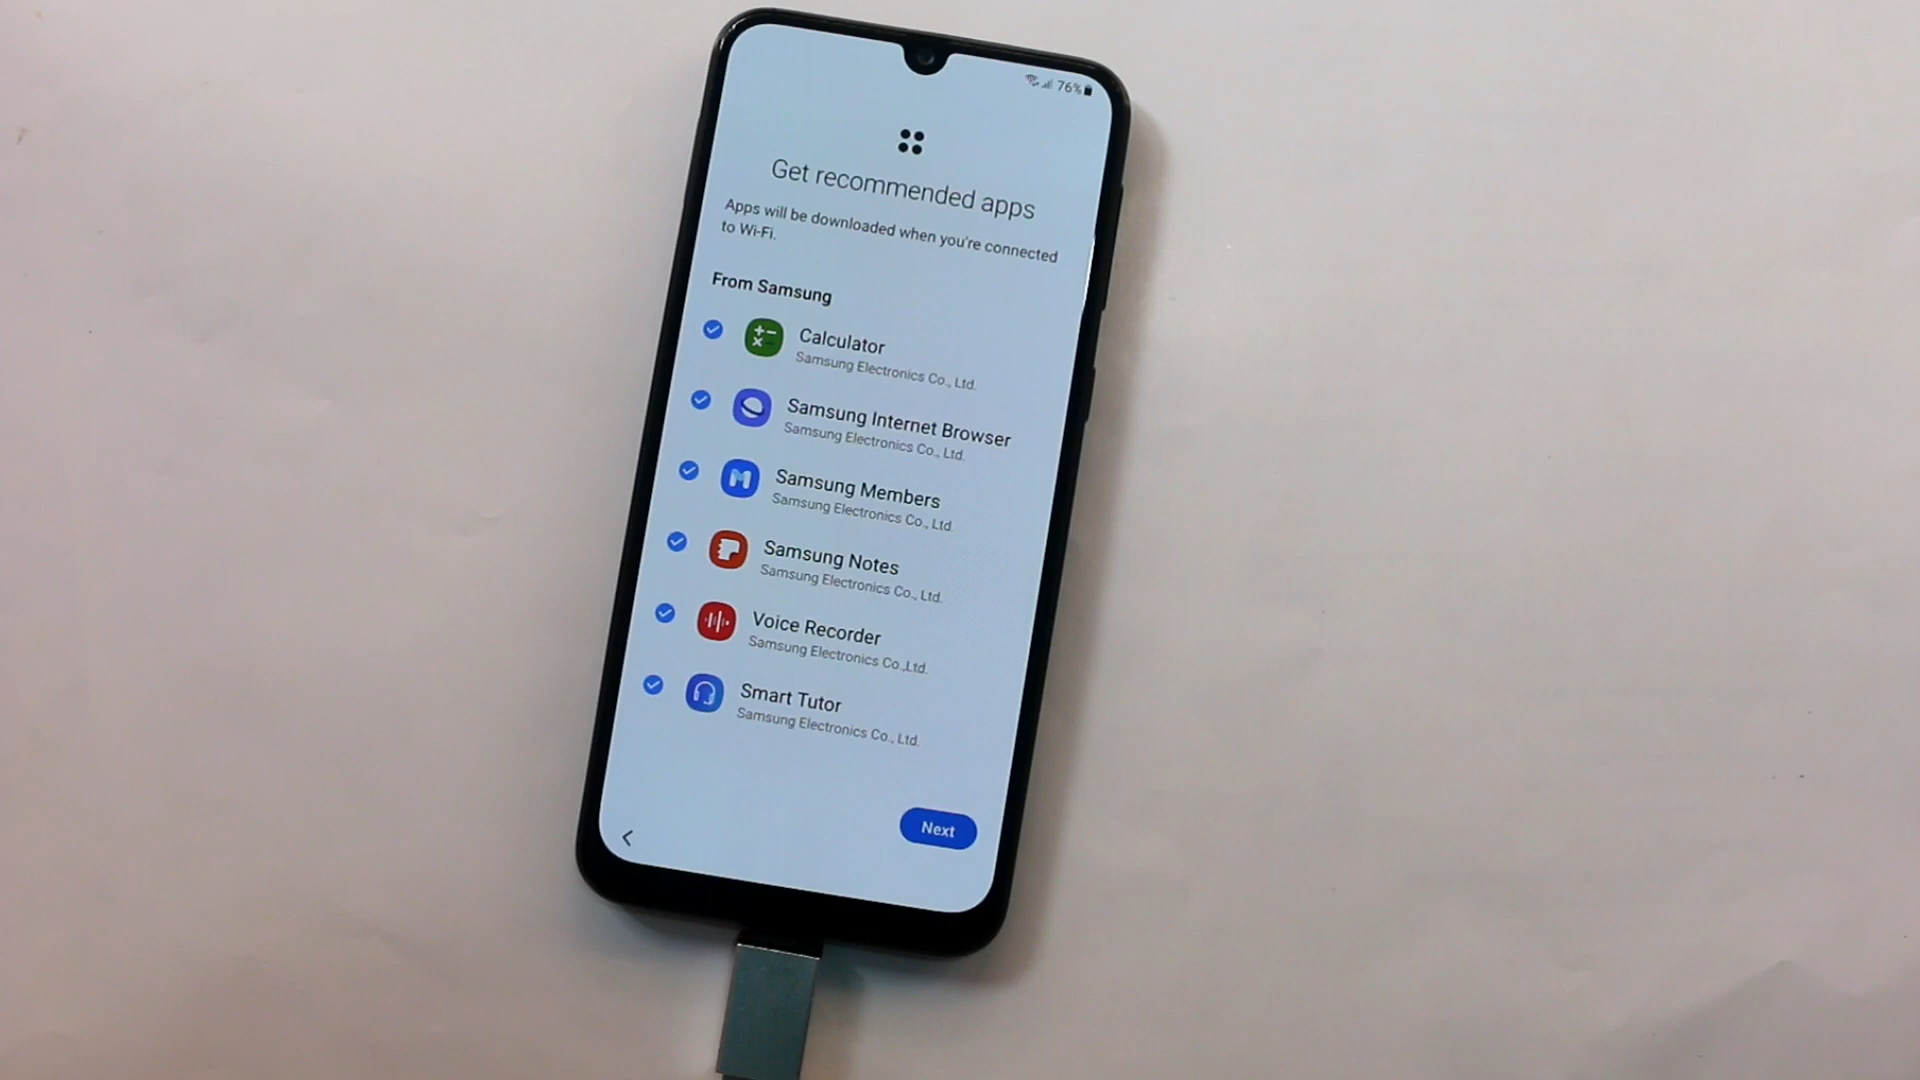 76%
Get recommended apps
Apps will be downloaded when you're connected
to Wi-Fi.
From Samsung
Calculator
Samsung Electronics Co., Ltd.
Samsung Internet Browser
Samsung Electronics Co., Ltd.
Samsung Members
Samsung Electronics Co., Ltd.
Samsung Notes
Samsung Electronics Co., Ltd.
Voice Recorder
Samsung Electronics Co.,Ltd.
Smart Tutor
Samsung Electronics Co., Ltd.
Next